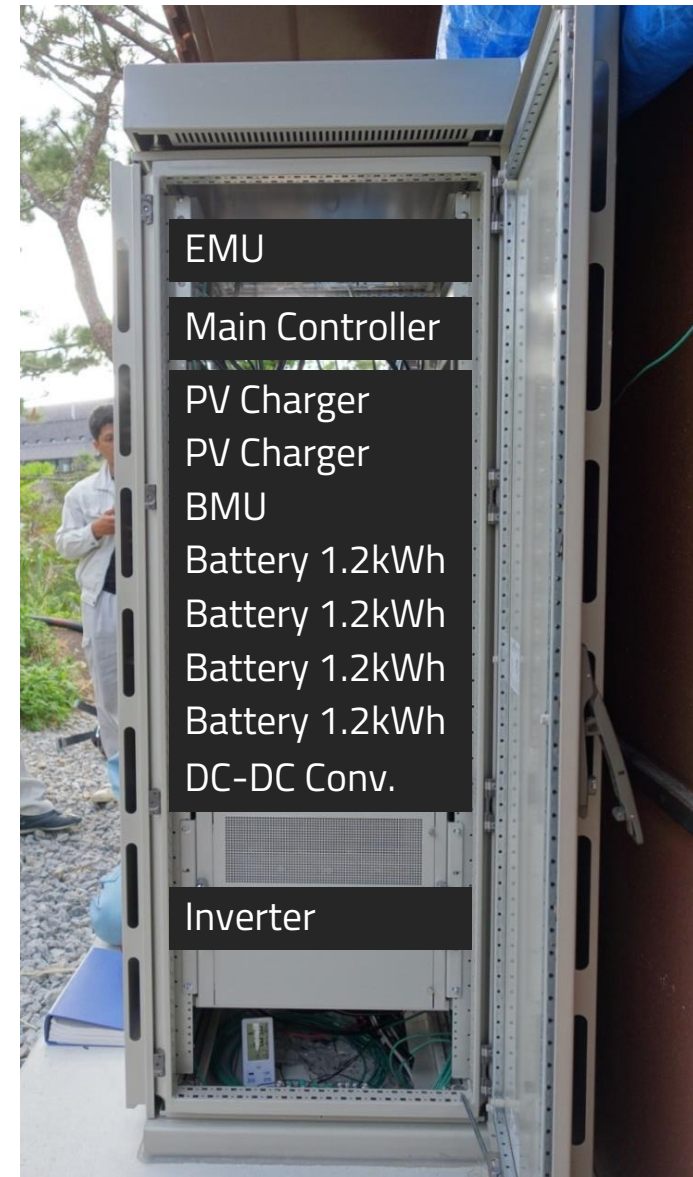 EMU
Main Controller
PV Charger
PV Charger
BMU
Battery 1.2kWh
Battery 1.2kWh
Battery 1.2kWh
Battery 1.2kWh
DC-DC Conv.
Inverter